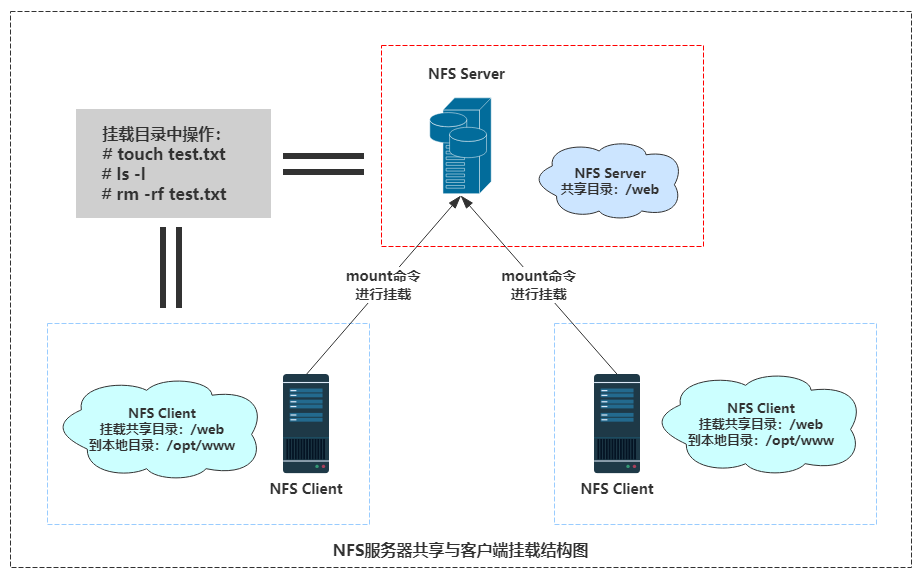 NFS Server
挂载目录中操作：
# touch test.txt
# ls -l
# rm -rf test.txt
NFS Server
共享目录：/web
mount命令
进行挂载
mount命令
进行挂载
NFS Client
挂载共享目录：/web
到本地目录：/opt/www
NFS Client
NFS Client
挂载共享目录：/web
到本地目录：/opt/www
NFS Client
NFS服务器共享与客户端挂载结构图